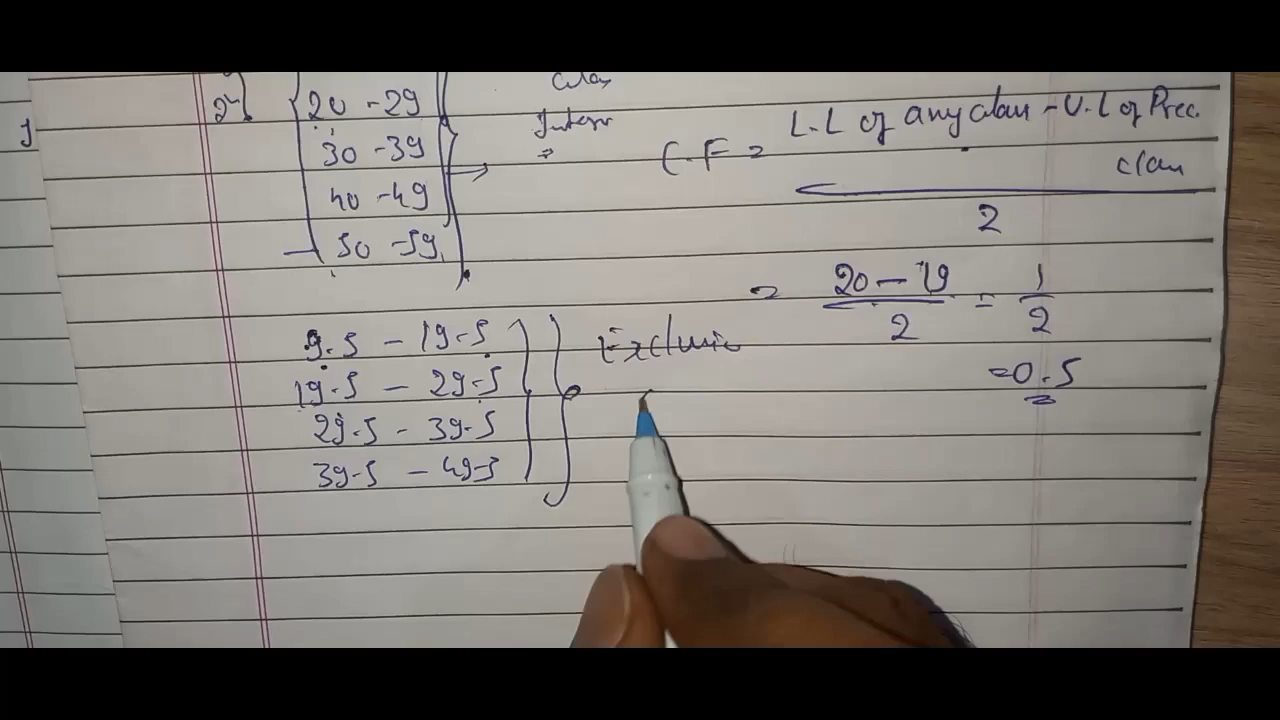 20 - 29
30 - 39
40 - 49
50 - 59
Class
C.F =
L.L of any class - U.L of Prec.
class
2
= 20 - 19 / 2 = 1 / 2
= 0.5
9.5 - 19.5
19.5 - 29.5
29.5 - 39.5
39.5 - 49.5
Exclusive